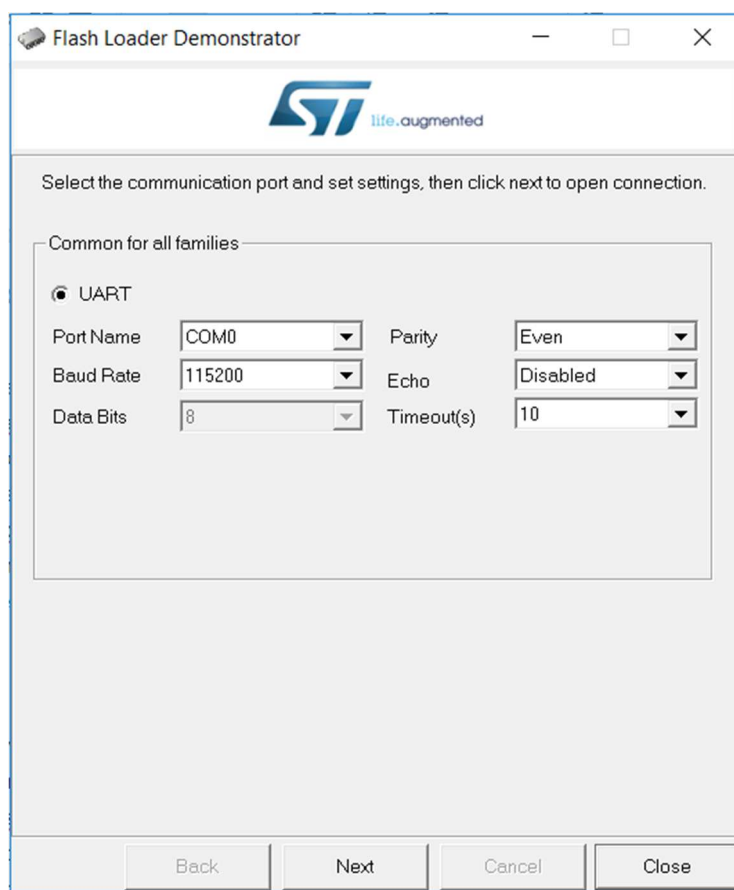 Flash Loader Demonstrator
ST life.augmented
Select the communication port and set settings, then click next to open connection.
Common for all families
UART
Port Name COM0 Parity Even
Baud Rate 115200 Echo Disabled
Data Bits 8 Timeout(s) 10
Back Next Cancel Close